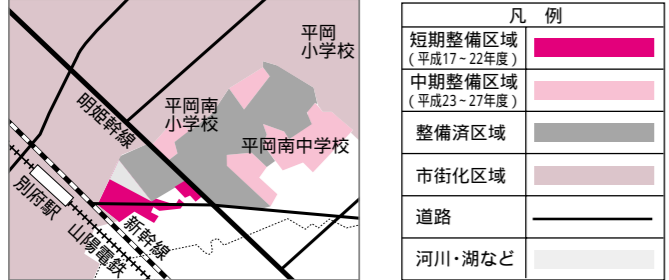 平岡
小学校
平岡南
小学校
明姫幹線
平岡南中学校
別府駅
新幹線
山陽電鉄
凡 例
短期整備区域
(平成17~22年度)
中期整備区域
(平成23~27年度)
整備済区域
市街化区域
道路
河川・湖など